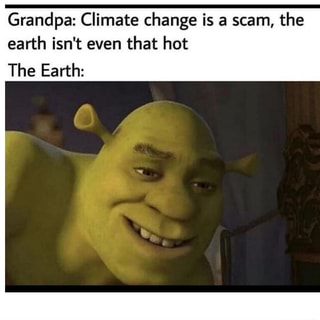 Grandpa: Climate change is a scam, the
earth isn't even that hot
The Earth: